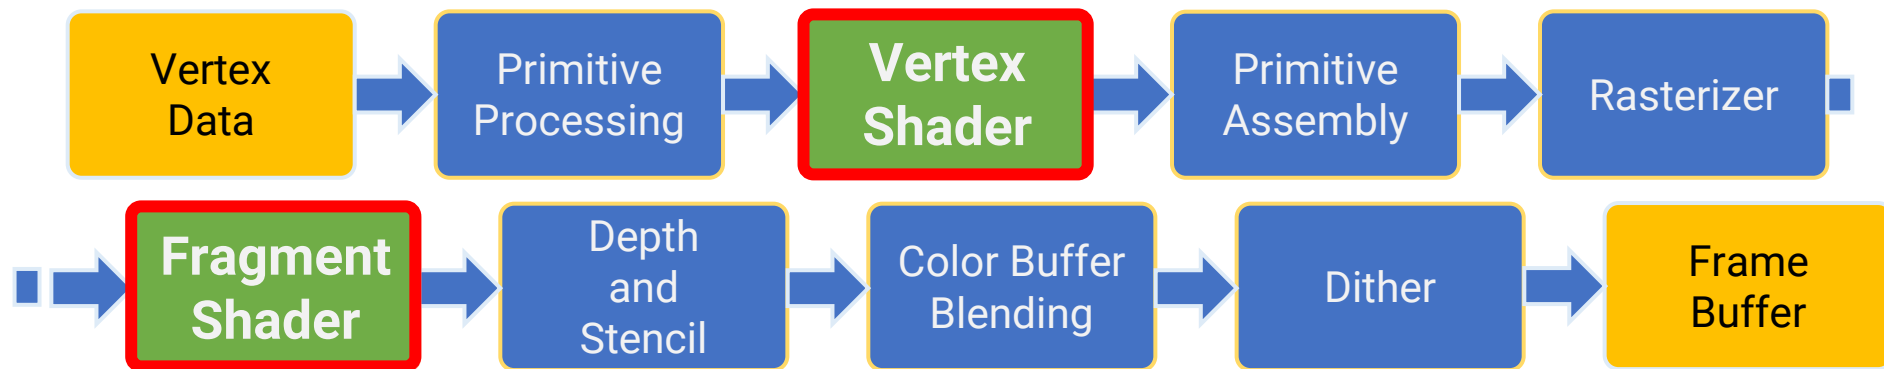 Vertex
Data
Primitive
Processing
Vertex
Shader
Primitive
Assembly
Rasterizer
Fragment
Shader
Depth
and
Stencil
Color Buffer
Blending
Dither
Frame
Buffer